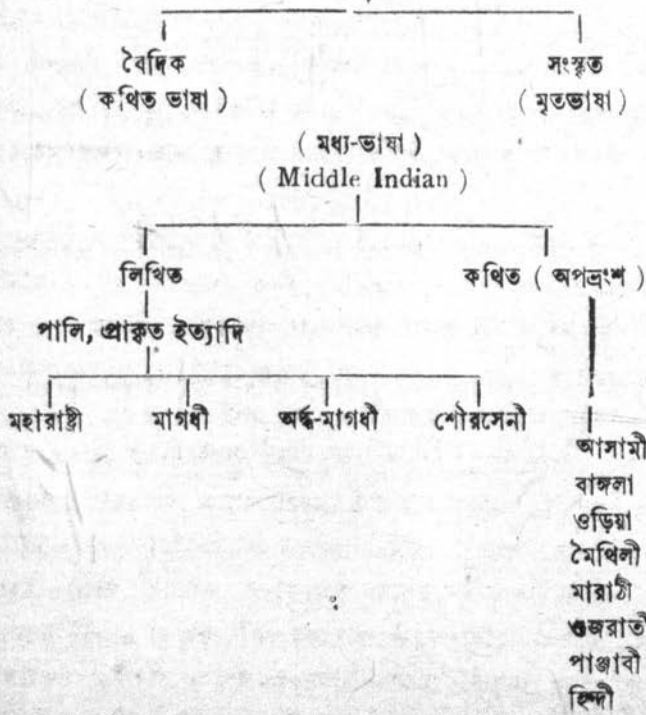 বৈদিক সংস্কৃত
( কথিত ভাষা ) ( মৃতভাষা )
( মধ্য-ভাষা )
( Middle Indian )
লিখিত কথিত ( অপভ্রংশ )
পালি, প্রাকৃত ইত্যাদি
মহারাষ্ট্রী মাগধী অর্দ্ধ-মাগধী শৌরসেনী
আসামী
বাঙ্গলা
ওড়িয়া
মৈথিলী
মারাঠী
গুজরাতী
পাঞ্জাবী
হিন্দী